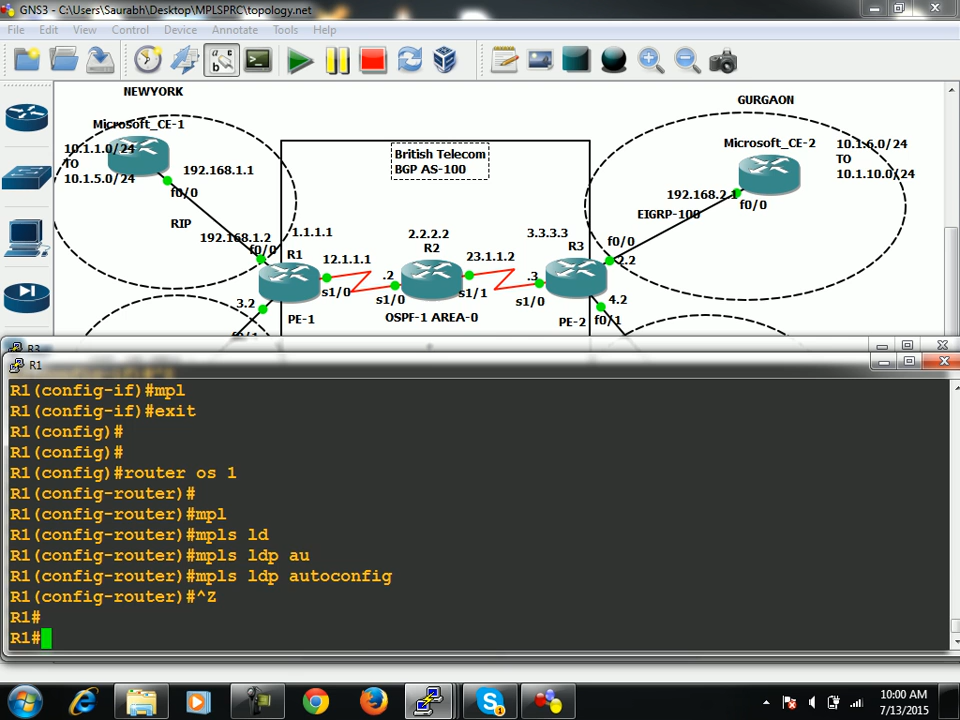 GNS3 - C:\Users\Saurabh\Desktop\MPLSPRC\topology.net
File Edit View Control Device Annotate Tools Help
NEWYORK
Microsoft_CE-1
10.1.1.0/24
TO
10.1.5.0/24
192.168.1.1
f0/0
RIP
192.168.1.2
f0/0
1.1.1.1
R1
12.1.1.1
s1/0
3.2
PE-1
British Telecom
BGP AS-100
2.2.2.2
R2
.2
s1/0
23.1.1.2
s1/1
OSPF-1 AREA-0
3.3.3.3
R3
.3
s1/0
f0/0
2.2
4.2
f0/1
PE-2
GURGAON
Microsoft_CE-2
10.1.6.0/24
TO
10.1.10.0/24
192.168.2.1
f0/0
EIGRP-100
R3
R1
R1(config-if)#mpl
R1(config-if)#exit
R1(config)#
R1(config)#
R1(config)#router os 1
R1(config-router)#
R1(config-router)#mpl
R1(config-router)#mpls ld
R1(config-router)#mpls ldp au
R1(config-router)#mpls ldp autoconfig
R1(config-router)#^Z
R1#
R1#
10:00 AM
7/13/2015